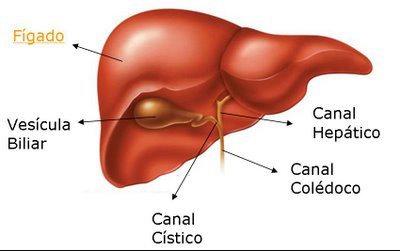 Fígado
Vesícula
Biliar
Canal
Hepático
Canal
Colédoco
Canal
Cístico